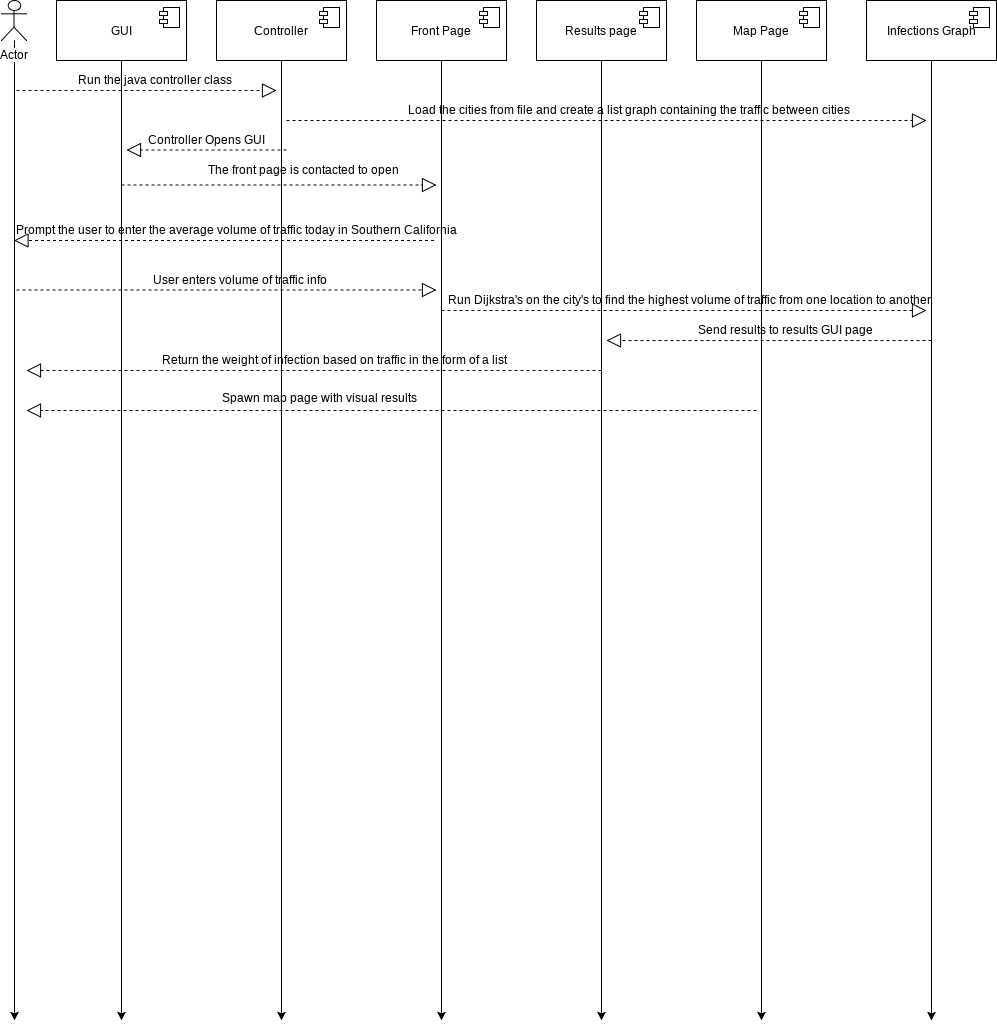 GUI
Controller
Front Page
Results page
Map Page
Infections Graph
Actor
Run the java controller class
Load the cities from file and create a list graph containing the traffic between cities
Controller Opens GUI
The front page is contacted to open
Prompt the user to enter the average volume of traffic today in Southern California
User enters volume of traffic info
Run Dijkstra's on the city's to find the highest volume of traffic from one location to another
Send results to results GUI page
Return the weight of infection based on traffic in the form of a list
Spawn map page with visual results